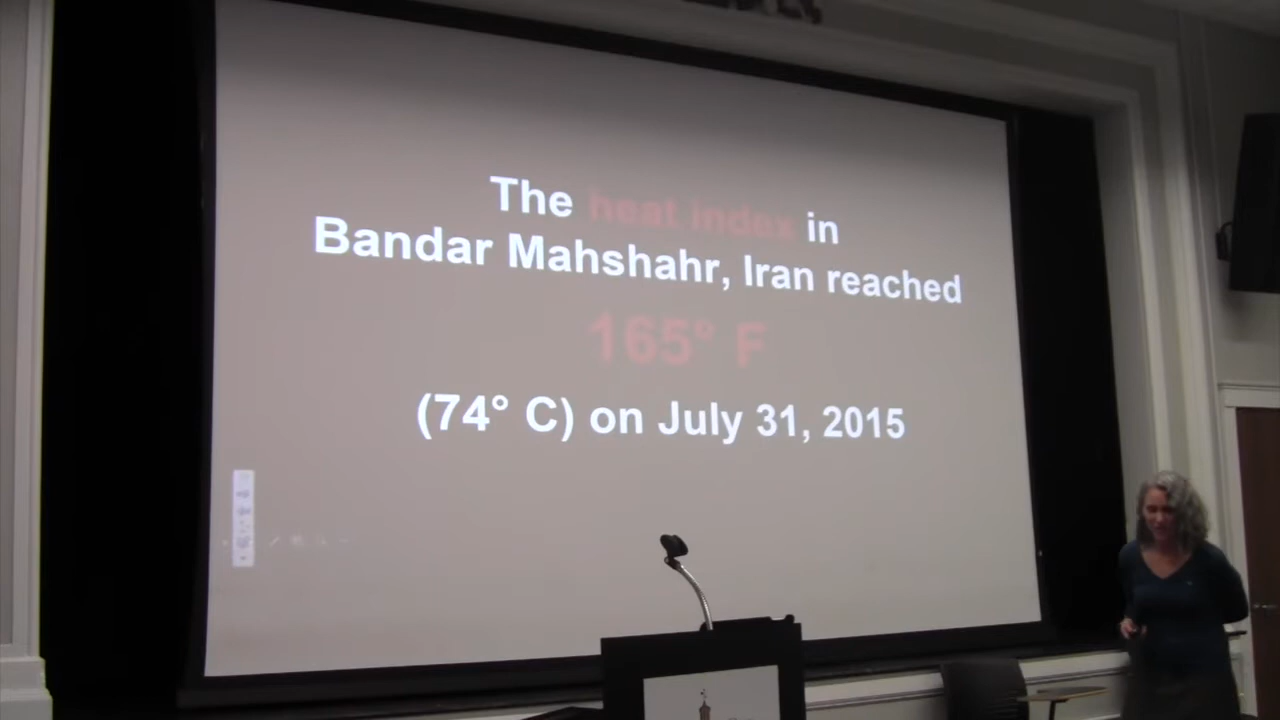 The heat index in
Bandar Mahshahr, Iran reached
165° F
(74° C) on July 31, 2015